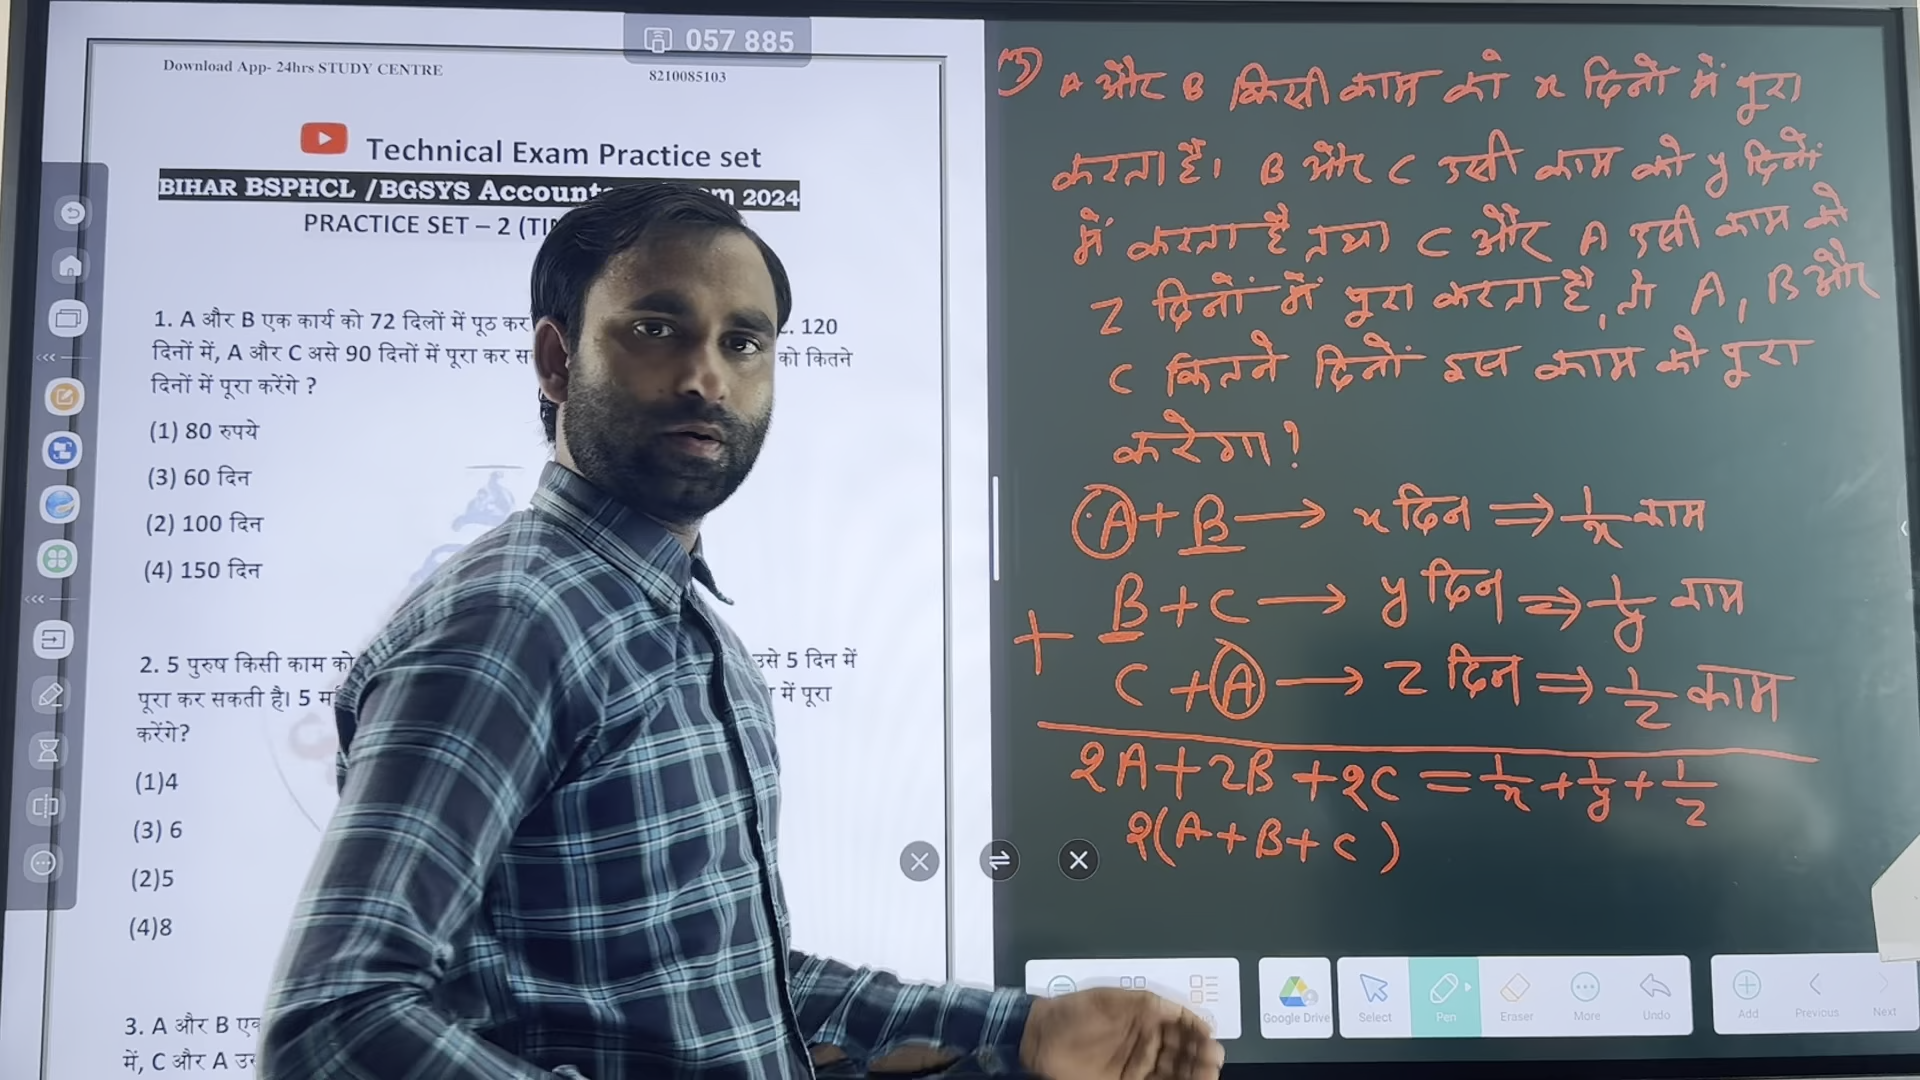 057 885
Download App- 24hrs STUDY CENTRE
8210085103
Technical Exam Practice set
BIHAR BSPHCL /BGSYS Account m 2024
PRACTICE SET – 2 (TI
1. A और B एक कार्य को 72 दिलों में पूठ कर 120
दिनों में, A और C असे 90 दिनों में पूरा कर स को कितने
दिनों में पूरा करेंगे ?
(1) 80 रुपये
(3) 60 दिन
(2) 100 दिन
(4) 150 दिन
2. 5 पुरुष किसी काम को उसे 5 दिन में
पूरा कर सकती है। 5 म में पूरा
करेंगे?
(1)4
(3) 6
(2)5
(4)8
3. A और B ए
में, C और A उ
A और B किसी काम को x दिनों में पूरा
करता है। B और C उसी काम को y दिनों
में करता है तथा C और A उसी काम को
z दिनों में पूरा करता है, तो A, B और
C कितने दिनों इस काम को पूरा
करेगा?
A + B → x दिन ⇒ 1/x काम
B + C → y दिन ⇒ 1/y काम
+
C + A → z दिन ⇒ 1/z काम
2A + 2B + 2C = 1/x + 1/y + 1/z
2(A + B + C)
Google Drive
Select
Pen
Eraser
More
Undo
Add
Previous
Next